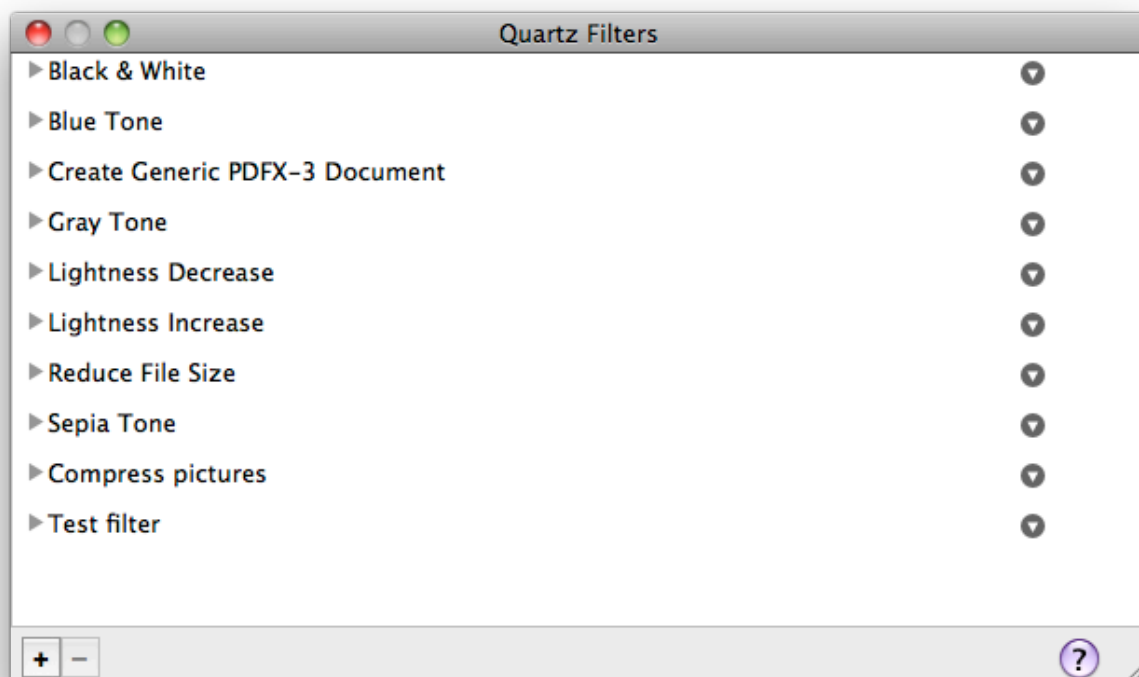 Quartz Filters
Black & White
Blue Tone
Create Generic PDFX-3 Document
Gray Tone
Lightness Decrease
Lightness Increase
Reduce File Size
Sepia Tone
Compress pictures
Test filter
+ − ?